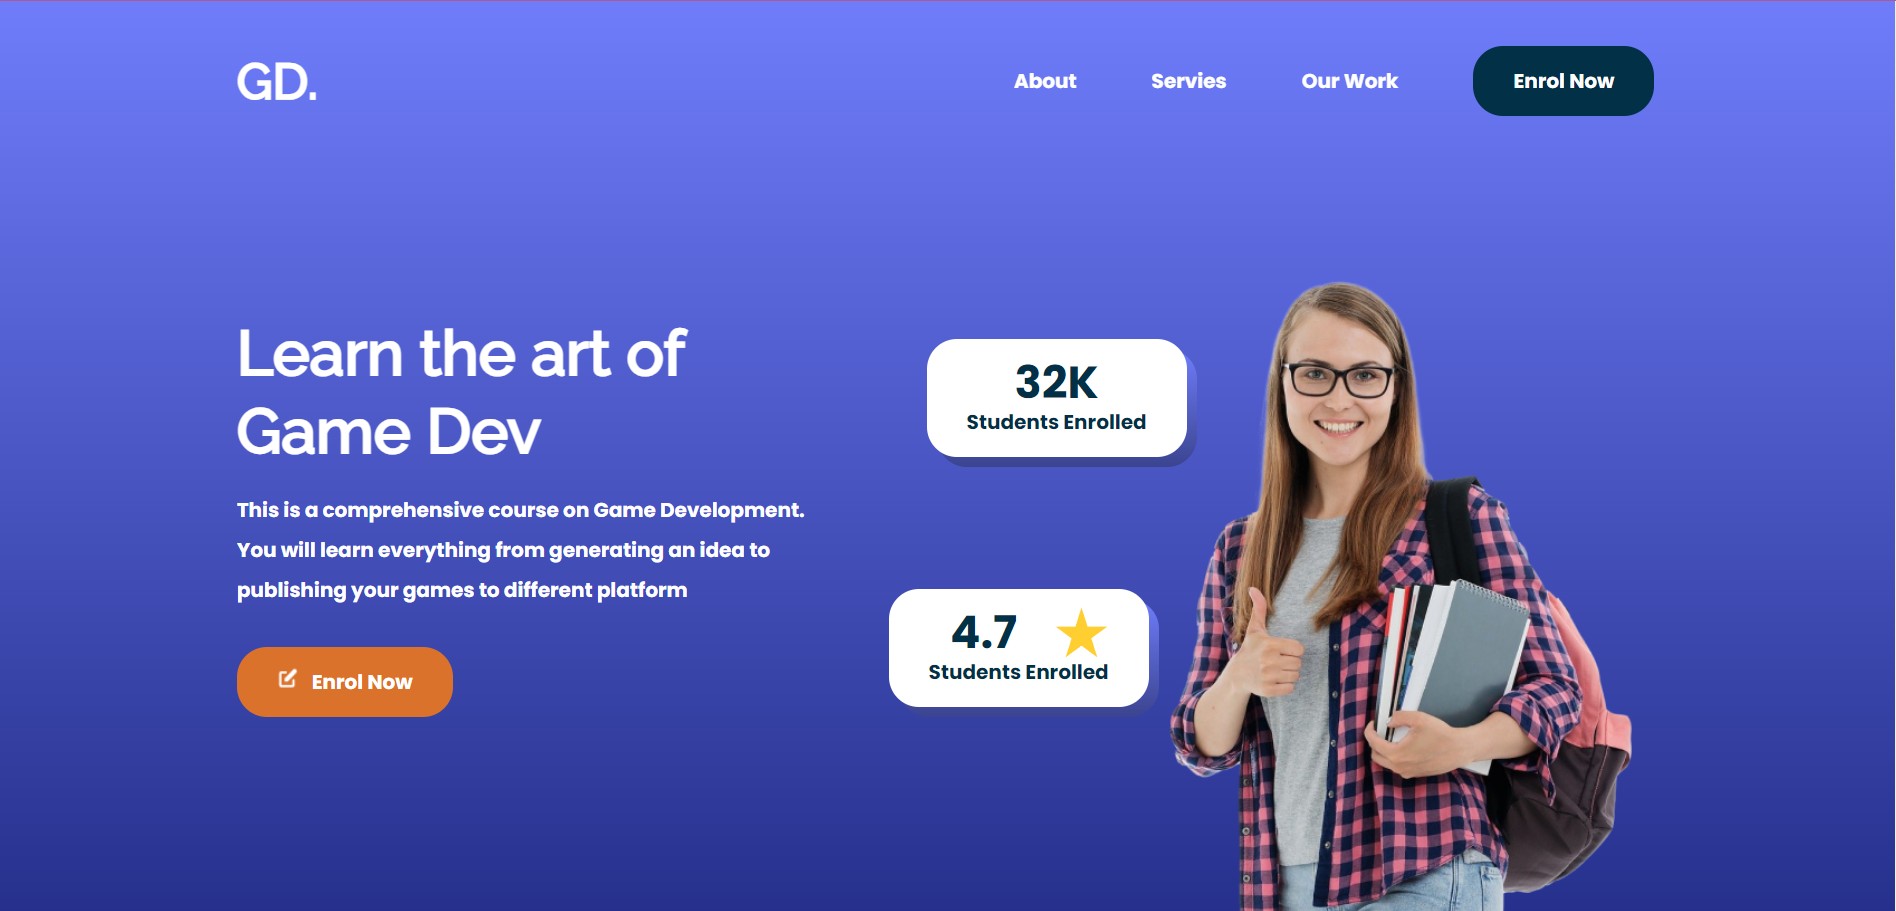 GD.
About
Servies
Our Work
Enrol Now
Learn the art of
Game Dev
This is a comprehensive course on Game Development.
You will learn everything from generating an idea to
publishing your games to different platform
Enrol Now
32K
Students Enrolled
4.7
Students Enrolled